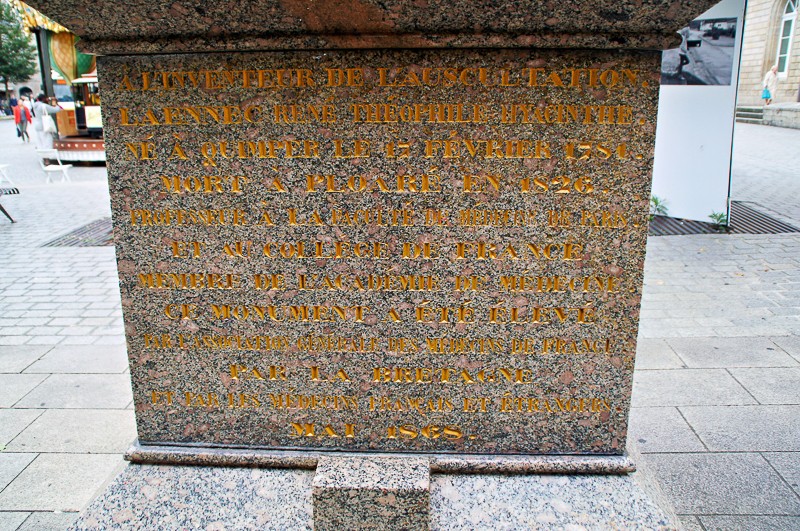 À L'INVENTEUR DE L'AUSCULTATION,
LAENNEC RENÉ THÉOPHILE HYACINTHE,
NÉ À QUIMPER LE 17 FÉVRIER 1781,
MORT À PLOARÉ EN 1826
PROFESSEUR À LA FACULTÉ DE MÉDECINE DE PARIS,
ET AU COLLÈGE DE FRANCE
MEMBRE DE L'ACADÉMIE DE MÉDECINE
CE MONUMENT A ÉTÉ ÉLEVÉ
PAR L'ASSOCIATION GÉNÉRALE DES MÉDECINS DE FRANCE
PAR LA BRETAGNE
ET PAR LES MÉDECINS FRANÇAIS ET ÉTRANGERS
MAI 1868.